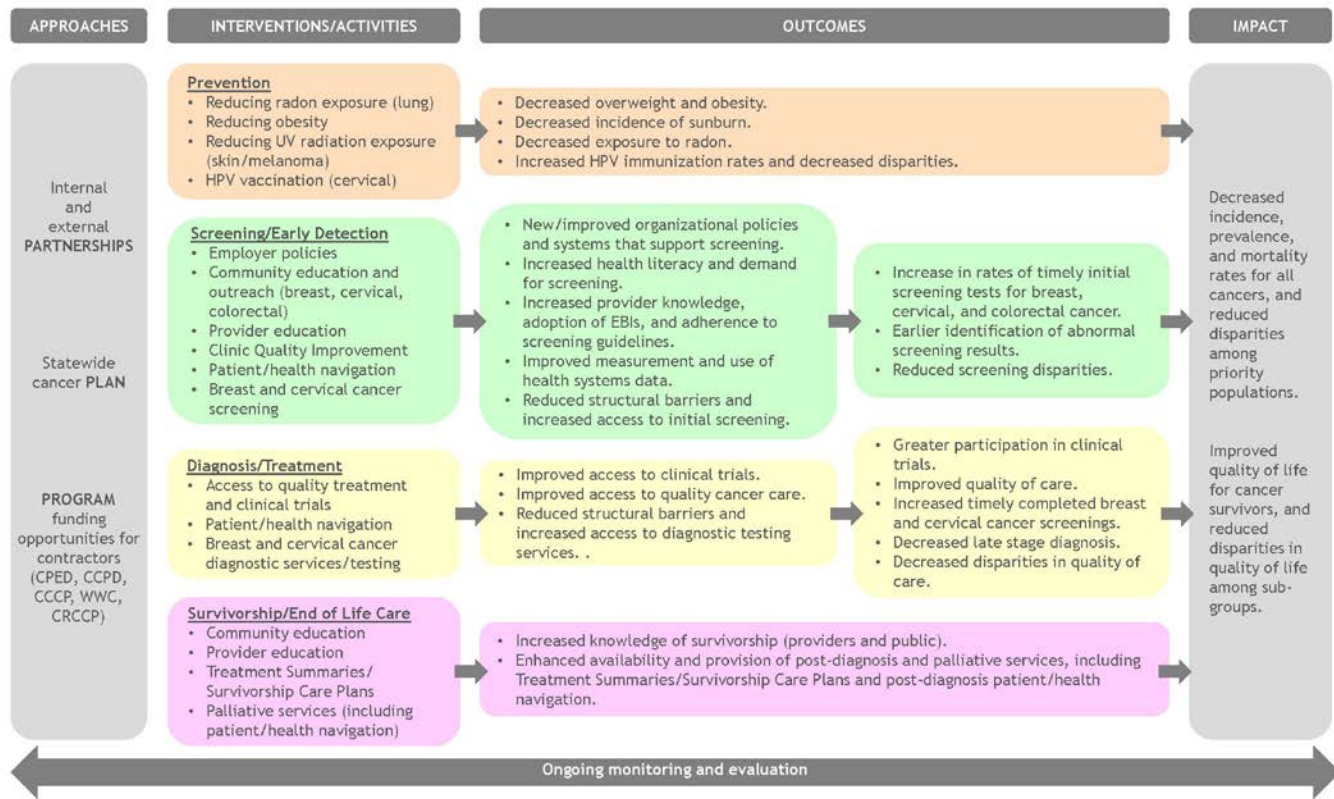 APPROACHES
INTERVENTIONS/ACTIVITIES
OUTCOMES
IMPACT
Internal
and
external
PARTNERSHIPS
Statewide
cancer PLAN
PROGRAM
funding
opportunities for
contractors
(CPED, CCPD,
CCCP, WWC,
CRCCP)
Prevention
• Reducing radon exposure (lung)
• Reducing obesity
• Reducing UV radiation exposure
(skin/melanoma)
• HPV vaccination (cervical)
• Decreased overweight and obesity.
• Decreased incidence of sunburn.
• Decreased exposure to radon.
• Increased HPV immunization rates and decreased disparities.
Screening/Early Detection
• Employer policies
• Community education and
outreach (breast, cervical,
colorectal)
• Provider education
• Clinic Quality Improvement
• Patient/health navigation
• Breast and cervical cancer
screening
• New/improved organizational policies
and systems that support screening.
• Increased health literacy and demand
for screening.
• Increased provider knowledge,
adoption of EBIs, and adherence to
screening guidelines.
• Improved measurement and use of
health systems data.
• Reduced structural barriers and
increased access to initial screening.
• Increase in rates of timely initial
screening tests for breast,
cervical, and colorectal cancer.
• Earlier identification of abnormal
screening results.
• Reduced screening disparities.
Diagnosis/Treatment
• Access to quality treatment
and clinical trials
• Patient/health navigation
• Breast and cervical cancer
diagnostic services/testing
• Improved access to clinical trials.
• Improved access to quality cancer care.
• Reduced structural barriers and
increased access to diagnostic testing
services. .
• Greater participation in clinical
trials.
• Improved quality of care.
• Increased timely completed breast
and cervical cancer screenings.
• Decreased late stage diagnosis.
• Decreased disparities in quality of
care.
Survivorship/End of Life Care
• Community education
• Provider education
• Treatment Summaries/
Survivorship Care Plans
• Palliative services (including
patient/health navigation)
• Increased knowledge of survivorship (providers and public).
• Enhanced availability and provision of post-diagnosis and palliative services, including
Treatment Summaries/Survivorship Care Plans and post-diagnosis patient/health
navigation.
Decreased
incidence,
prevalence,
and mortality
rates for all
cancers, and
reduced
disparities
among
priority
populations.
Improved
quality of life
for cancer
survivors, and
reduced
disparities in
quality of life
among sub-
groups.
Ongoing monitoring and evaluation